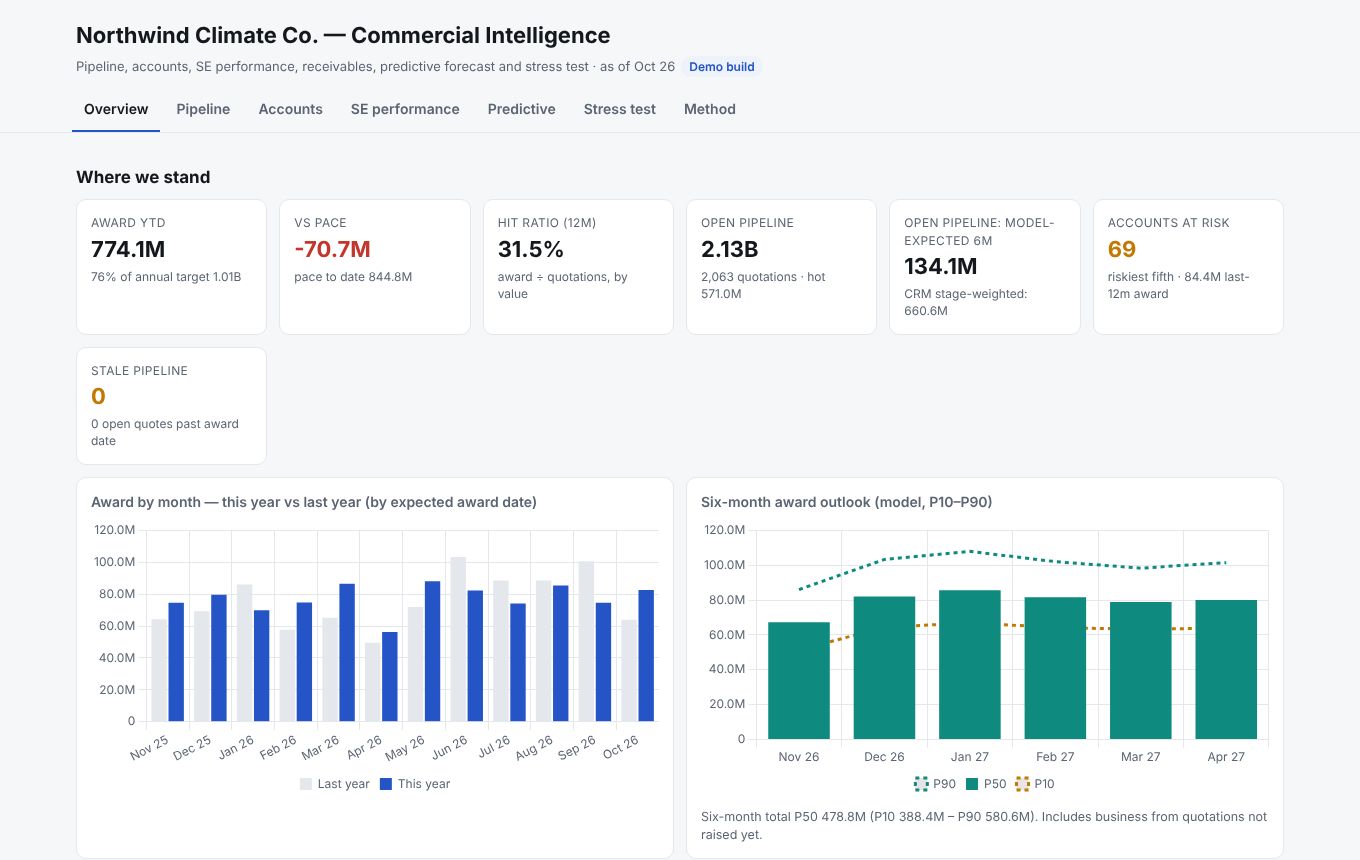 Northwind Climate Co. — Commercial Intelligence
Pipeline, accounts, SE performance, receivables, predictive forecast and stress test · as of Oct 26 Demo build
Overview Pipeline Accounts SE performance Predictive Stress test Method
Where we stand
AWARD YTD
774.1M
76% of annual target 1.01B
VS PACE
-70.7M
pace to date 844.8M
HIT RATIO (12M)
31.5%
award ÷ quotations, by
value
OPEN PIPELINE
2.13B
2,063 quotations · hot
571.0M
OPEN PIPELINE: MODEL-
EXPECTED 6M
134.1M
CRM stage-weighted:
660.6M
ACCOUNTS AT RISK
69
riskiest fifth · 84.4M last-
12m award
STALE PIPELINE
0
0 open quotes past award
date
Award by month — this year vs last year (by expected award date)
120.0M
100.0M
80.0M
60.0M
40.0M
20.0M
0
Nov 25 Dec 25 Jan 26 Feb 26 Mar 26 Apr 26 May 26 Jun 26 Jul 26 Aug 26 Sep 26 Oct 26
Last year This year
Six-month award outlook (model, P10–P90)
120.0M
100.0M
80.0M
60.0M
40.0M
20.0M
0
Nov 26 Dec 26 Jan 27 Feb 27 Mar 27 Apr 27
P90 P50 P10
Six-month total P50 478.8M (P10 388.4M – P90 580.6M). Includes business from quotations not
raised yet.